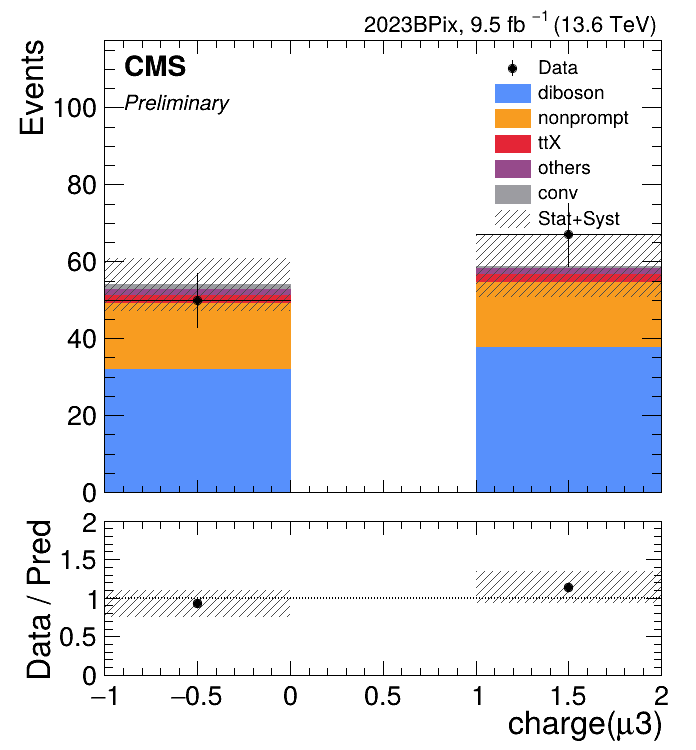 2023BPix, 9.5 fb⁻¹ (13.6 TeV)
CMS
Preliminary
Data
diboson
nonprompt
ttX
others
conv
Stat+Syst
Events
100
80
60
40
20
0
Data / Pred
2
1.5
1
0.5
0
−1 −0.5 0 0.5 1 1.5 2
charge(μ3)